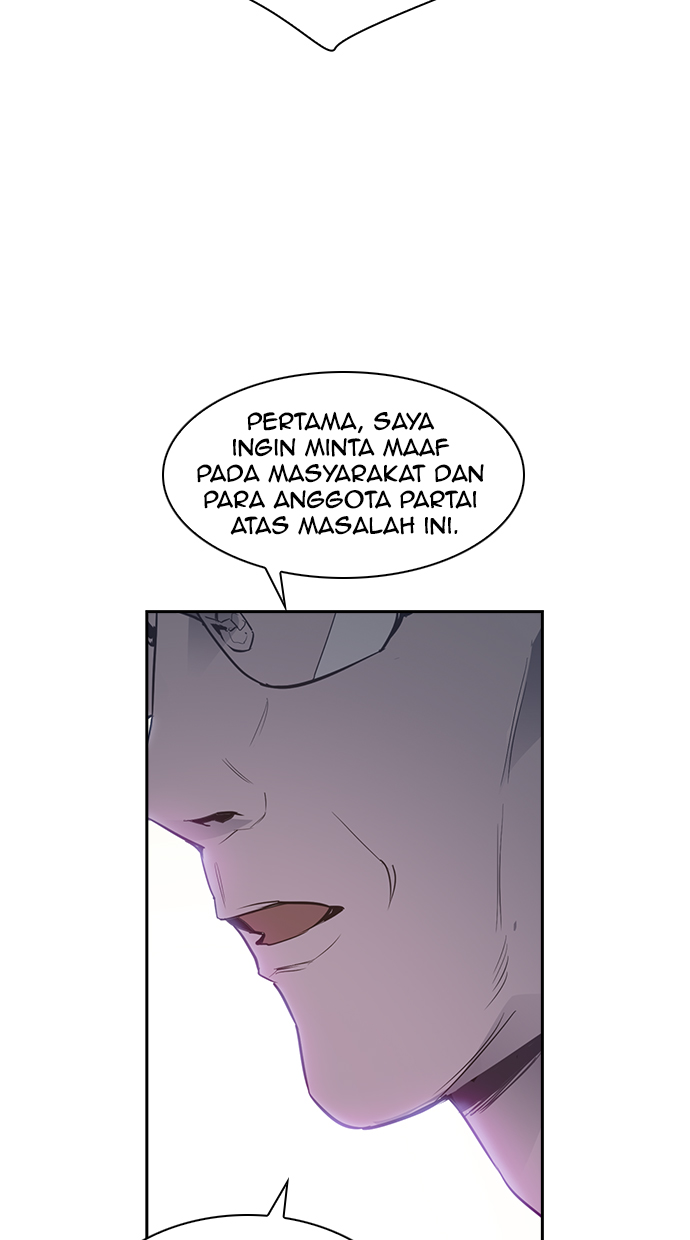 PERTAMA, SAYA
INGIN MINTA MAAF
PADA MASYARAKAT DAN
PARA ANGGOTA PARTAI
ATAS MASALAH INI.